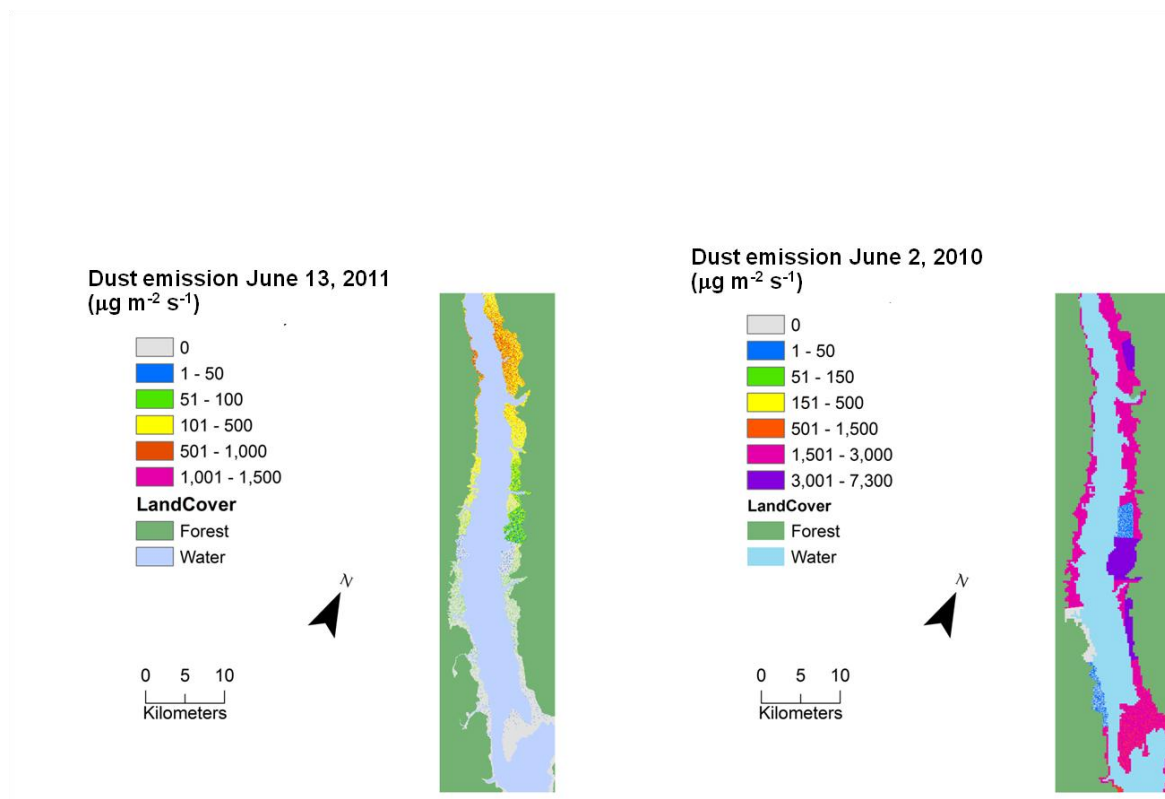 Dust emission June 13, 2011
(μg m-2 s-1)
0
1 - 50
51 - 100
101 - 500
501 - 1,000
1,001 - 1,500
LandCover
Forest
Water
N
0 5 10
Kilometers
Dust emission June 2, 2010
(μg m-2 s-1)
0
1 - 50
51 - 150
151 - 500
501 - 1,500
1,501 - 3,000
3,001 - 7,300
LandCover
Forest
Water
N
0 5 10
Kilometers